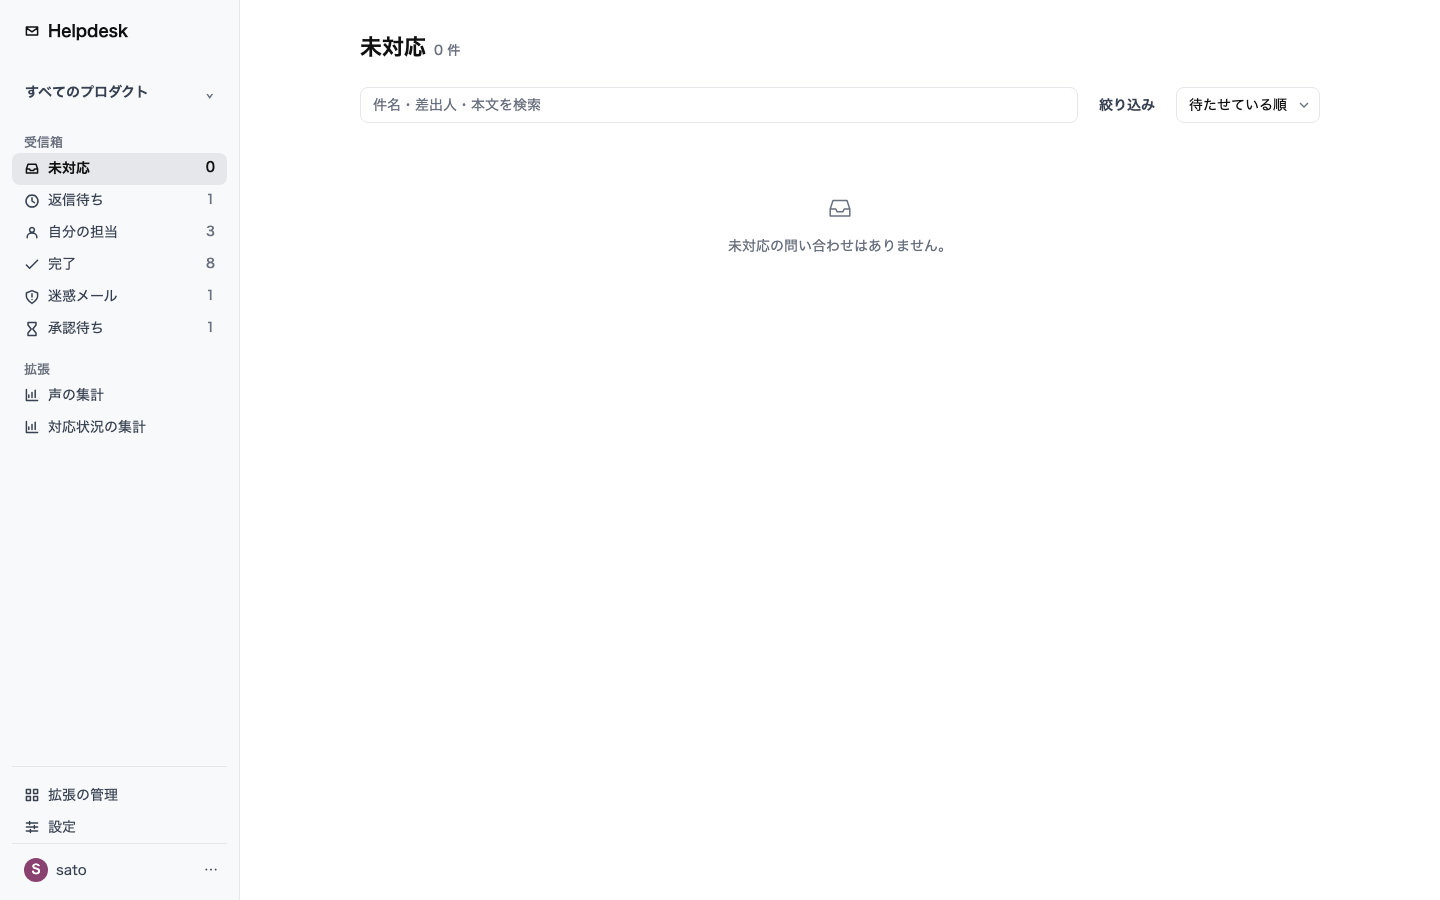 Helpdesk
すべてのプロダクト
受信箱
未対応 0
返信待ち 1
自分の担当 3
完了 8
迷惑メール 1
承認待ち 1
拡張
声の集計
対応状況の集計
拡張の管理
設定
S sato
未対応 0 件
件名・差出人・本文を検索 絞り込み 待たせている順
未対応の問い合わせはありません。